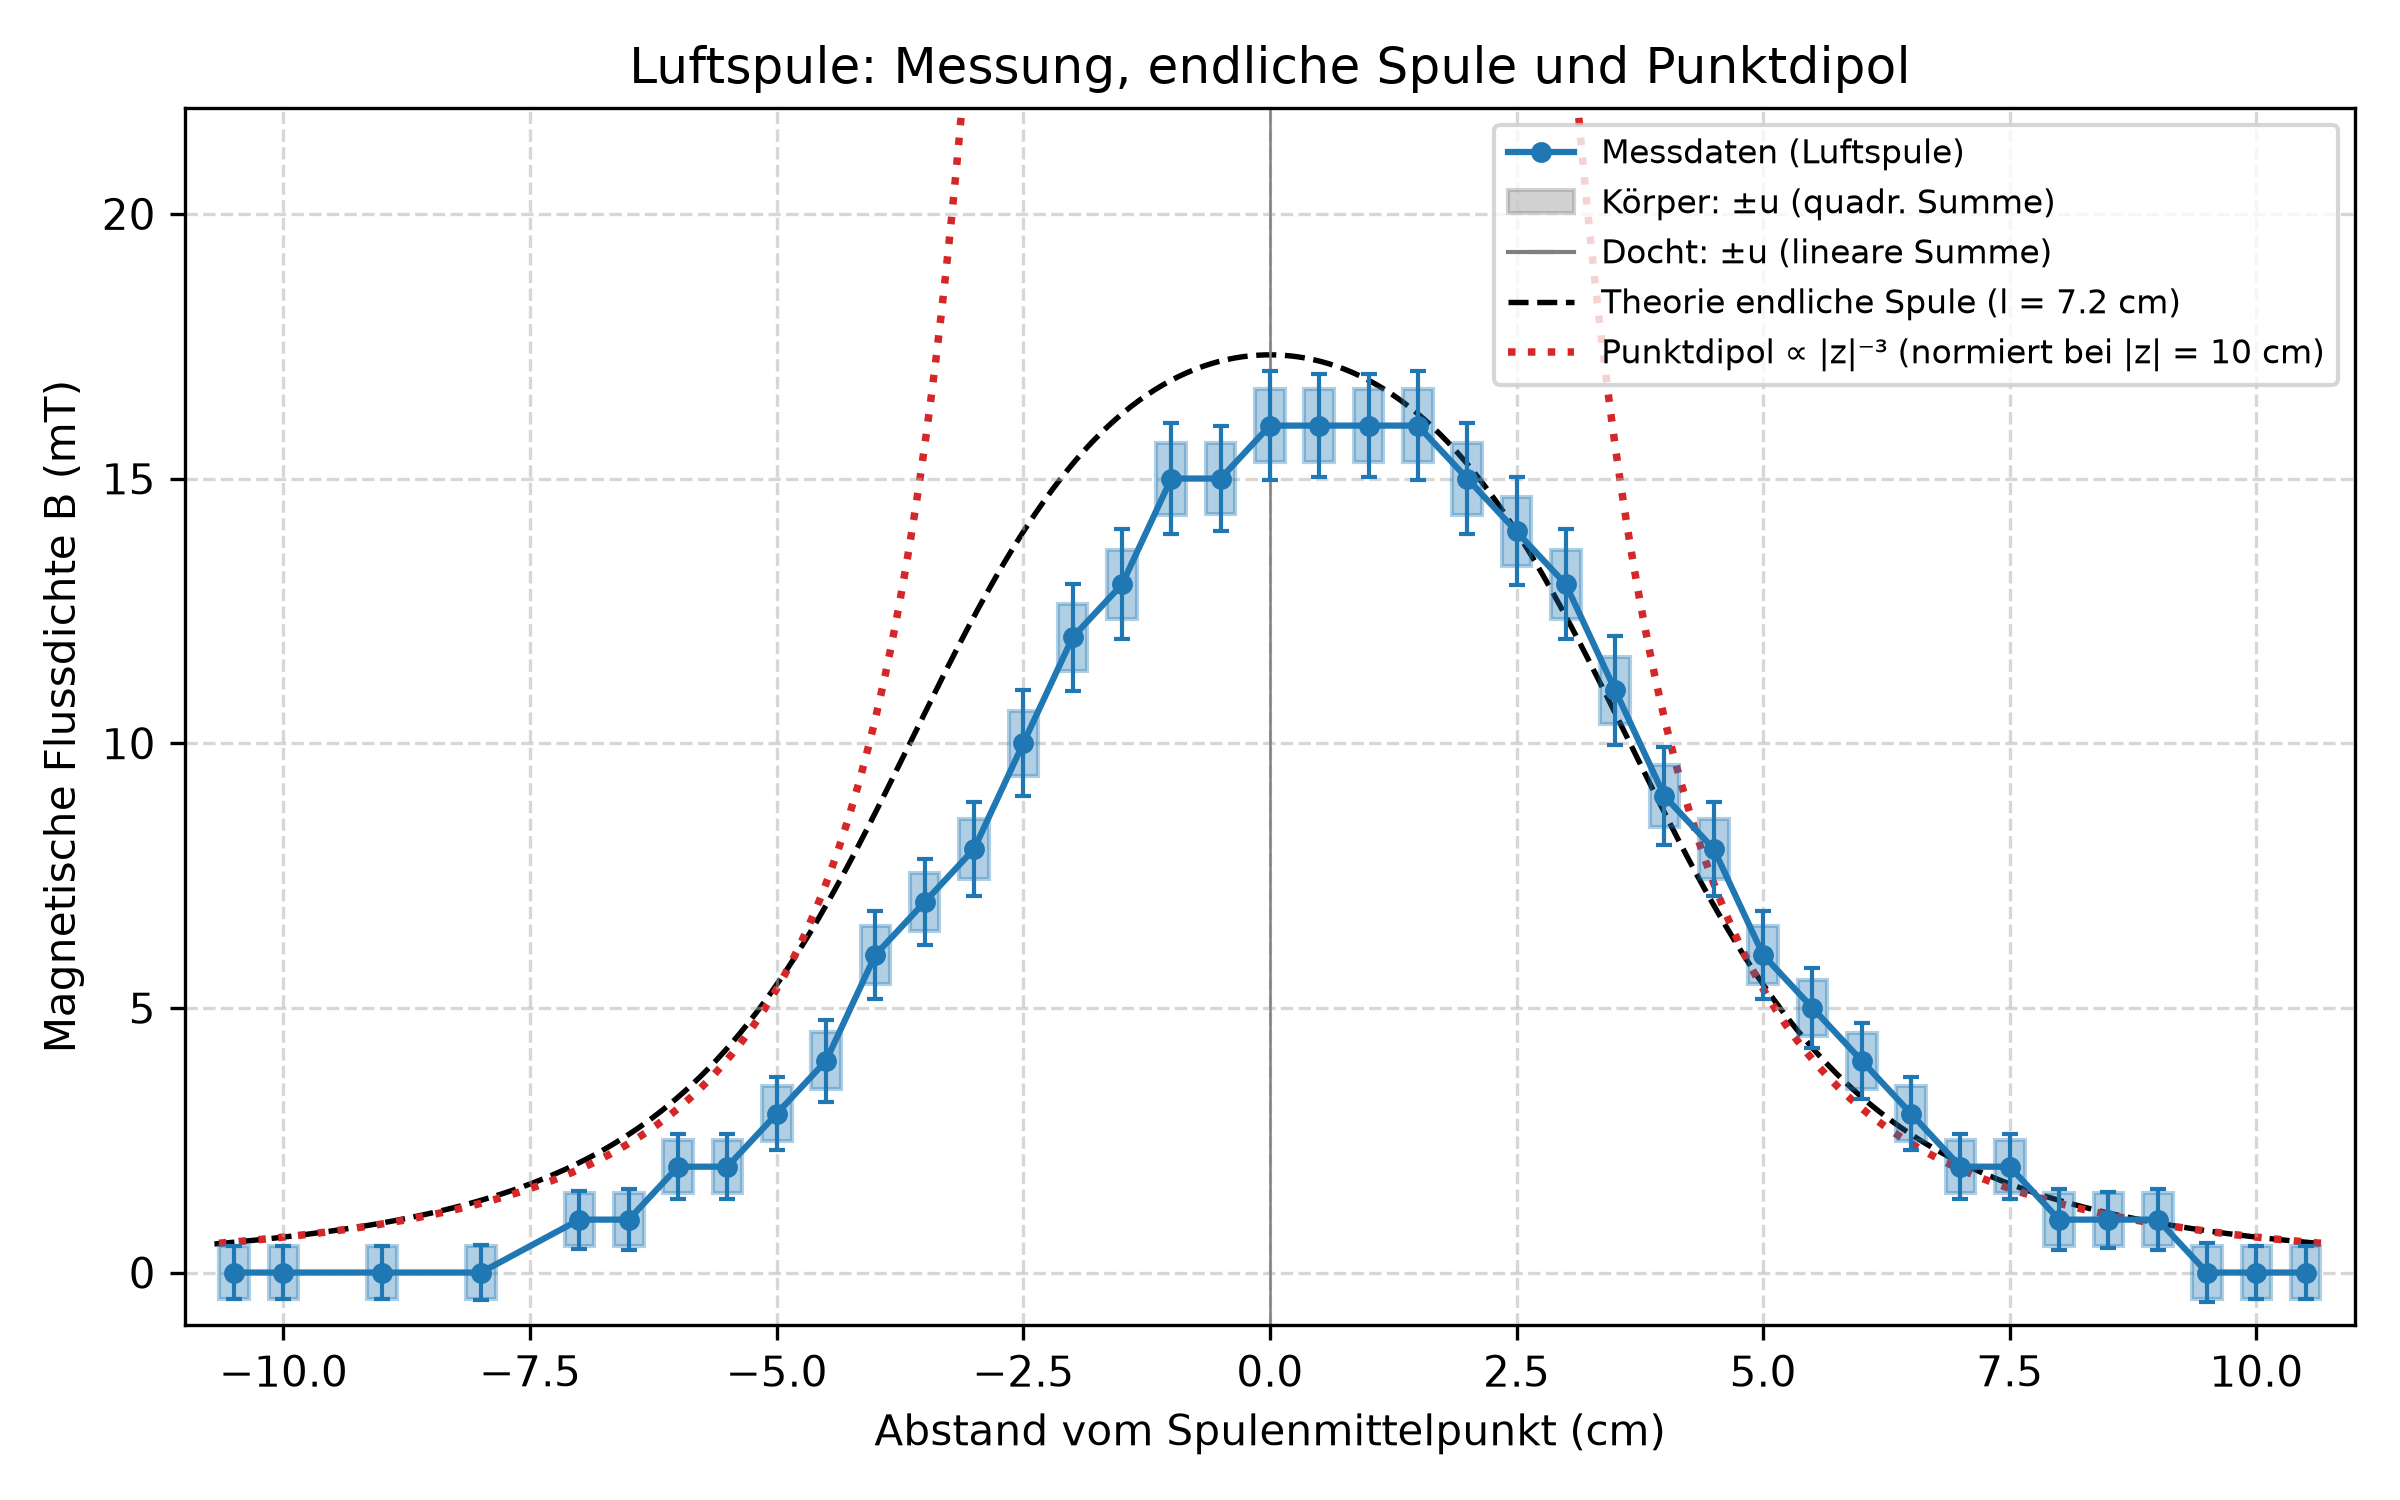 Luftspule: Messung, endliche Spule und Punktdipol
Messdaten (Luftspule)
Körper: ±u (quadr. Summe)
Docht: ±u (lineare Summe)
Theorie endliche Spule (l = 7.2 cm)
Punktdipol ∝ |z|⁻³ (normiert bei |z| = 10 cm)
Magnetische Flussdichte B (mT)
20
15
10
5
0
−10.0 −7.5 −5.0 −2.5 0.0 2.5 5.0 7.5 10.0
Abstand vom Spulenmittelpunkt (cm)